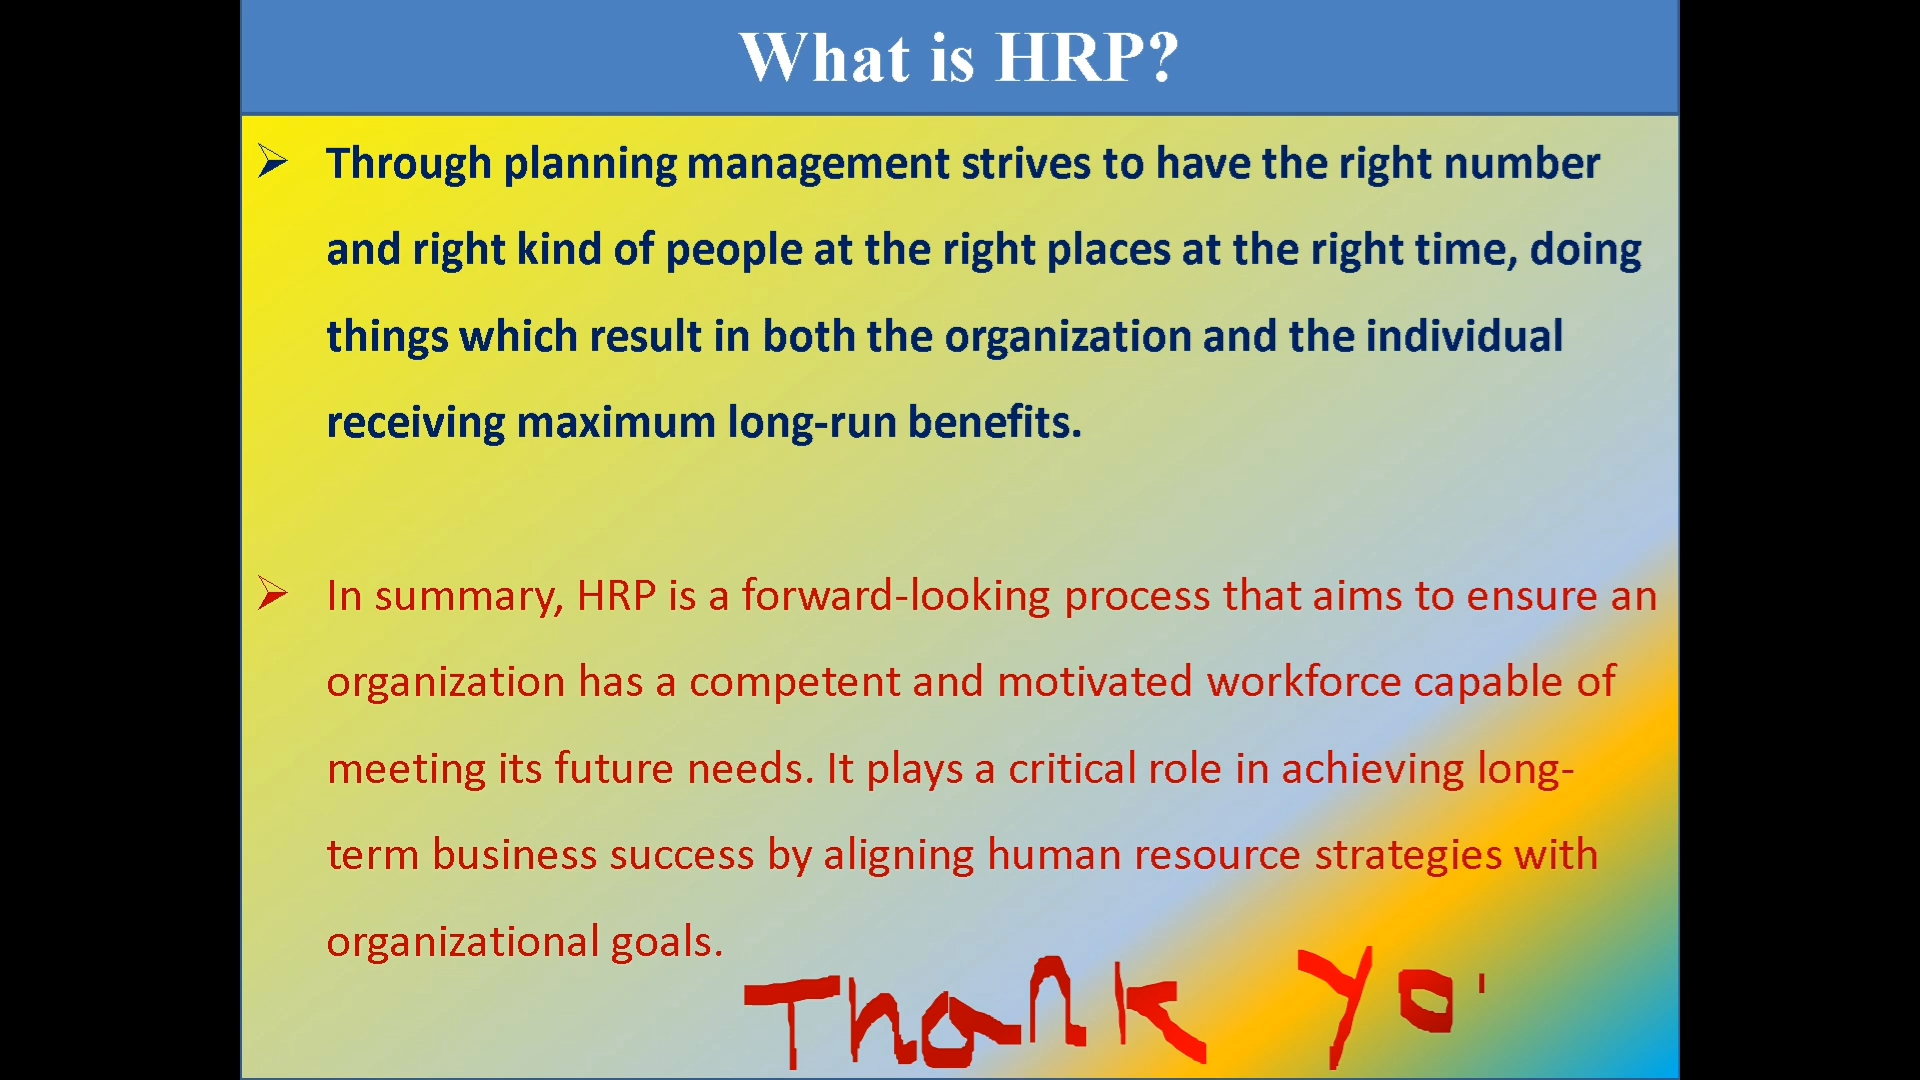 What is HRP?
➢ Through planning management strives to have the right number
and right kind of people at the right places at the right time, doing
things which result in both the organization and the individual
receiving maximum long-run benefits.
➢ In summary, HRP is a forward-looking process that aims to ensure an
organization has a competent and motivated workforce capable of
meeting its future needs. It plays a critical role in achieving long-
term business success by aligning human resource strategies with
organizational goals.
Thank Yo